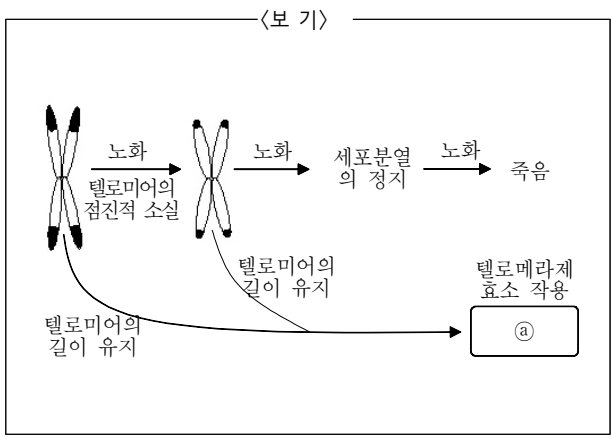 〈보 기〉
노화
텔로미어의
점진적 소실
노화
세포분열
의 정지
노화
죽음
텔로미어의
길이 유지
텔로메라제
효소 작용
텔로미어의
길이 유지
ⓐ